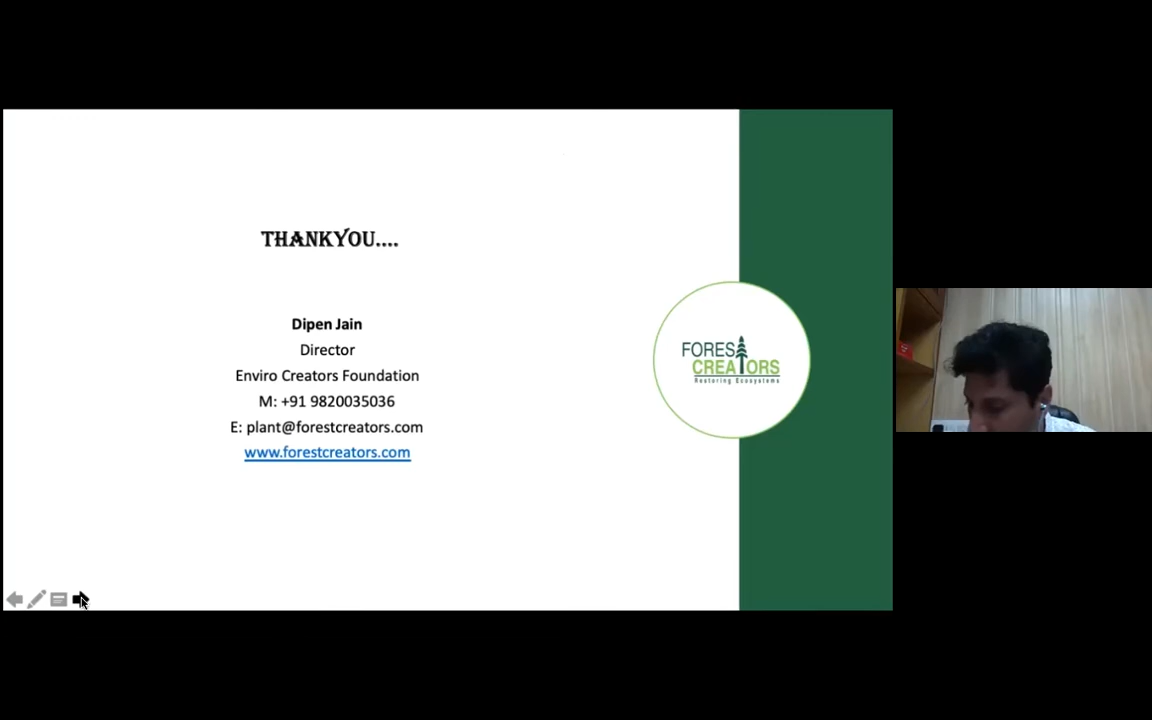 THANKYOU....
Dipen Jain
Director
Enviro Creators Foundation
M: +91 9820035036
E: plant@forestcreators.com
www.forestcreators.com
FOREST
CREATORS
Restoring Ecosystems